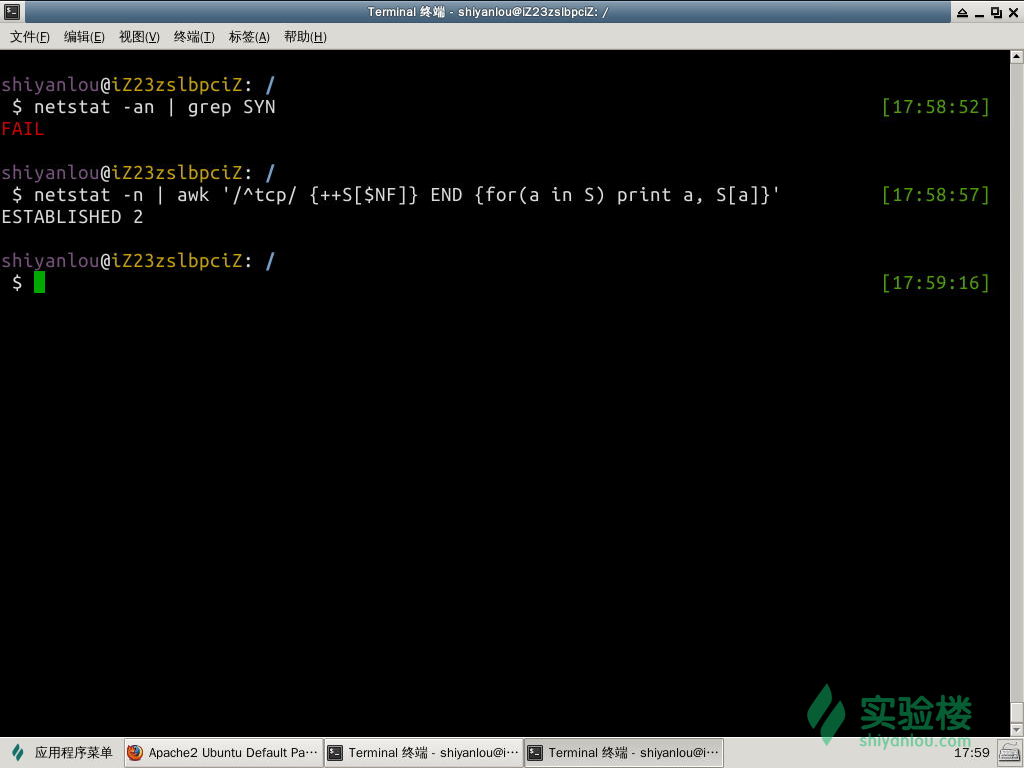 Terminal 终端 - shiyanlou@iZ23zslbpciZ: /
文件(F) 编辑(E) 视图(V) 终端(T) 标签(A) 帮助(H)
shiyanlou@iZ23zslbpciZ: /
$ netstat -an | grep SYN [17:58:52]
FAIL
shiyanlou@iZ23zslbpciZ: /
$ netstat -n | awk '/^tcp/ {++S[$NF]} END {for(a in S) print a, S[a]}' [17:58:57]
ESTABLISHED 2
shiyanlou@iZ23zslbpciZ: /
$ [17:59:16]
实验楼
shiyanlou.com
应用程序菜单 Apache2 Ubuntu Default Pa··· Terminal 终端 - shiyanlou@i··· Terminal 终端 - shiyanlou@i··· 17:59